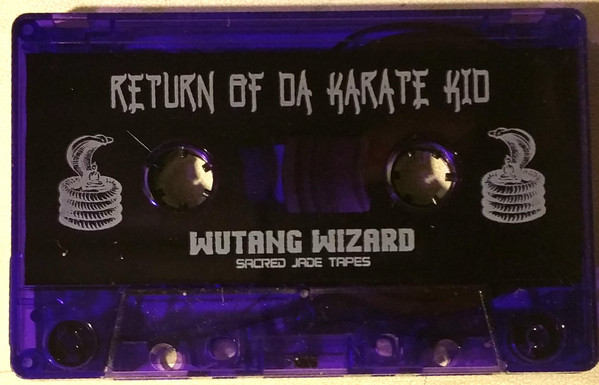 RETURN OF DA KARATE KID
WUTANG WIZARD
SACRED JADE TAPES